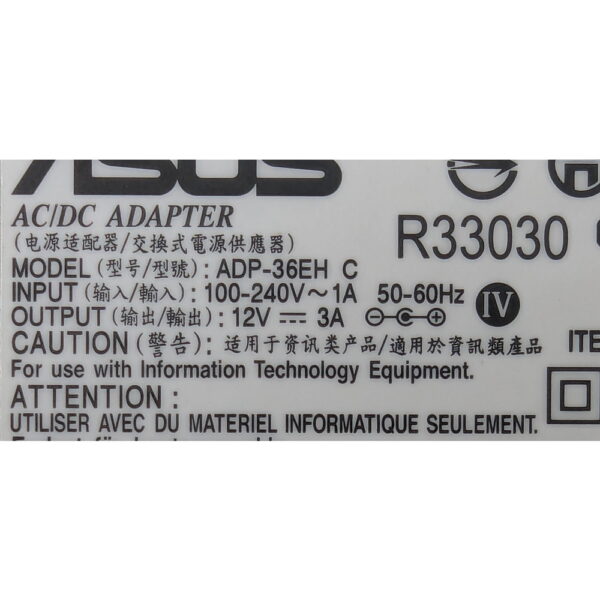 ASUS
AC/DC ADAPTER
R33030
(电源适配器/交換式電源供應器)
MODEL (型号/型號): ADP-36EH C
INPUT (输入/輸入): 100-240V～1A 50-60Hz IV
OUTPUT (输出/輸出): 12V ⎓ 3A
CAUTION (警告): 适用于资讯类产品/適用於資訊類產品
ITE
For use with Information Technology Equipment.
ATTENTION :
UTILISER AVEC DU MATERIEL INFORMATIQUE SEULEMENT.